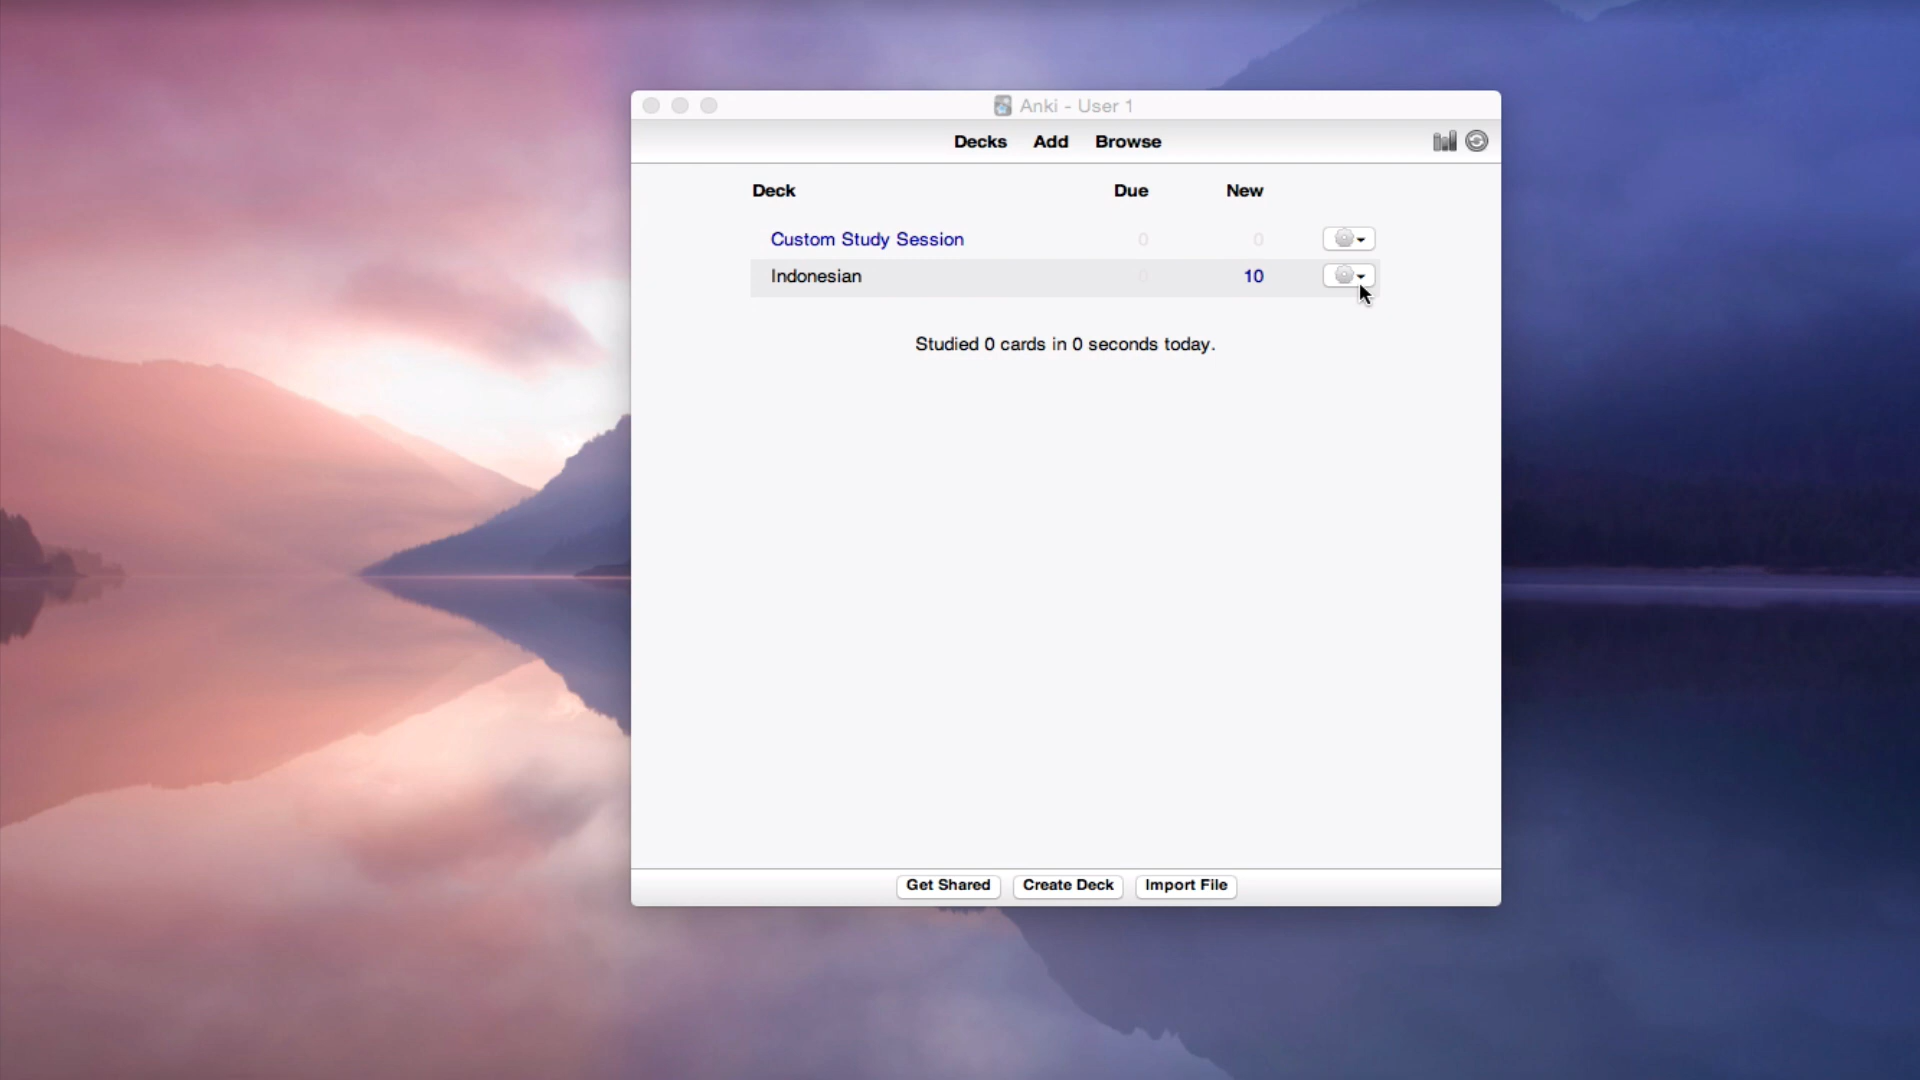 Anki - User 1
Decks Add Browse
Deck Due New
Custom Study Session 0 0
Indonesian 0 10
Studied 0 cards in 0 seconds today.
Get Shared Create Deck Import File